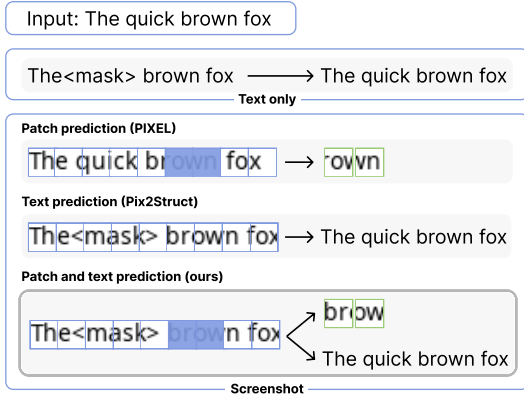 Input: The quick brown fox
The<mask> brown fox The quick brown fox
Text only
Patch prediction (PIXEL)
The quick brown fox rown
Text prediction (Pix2Struct)
The<mask> brown fox The quick brown fox
Patch and text prediction (ours)
brow
The<mask> brown fox
The quick brown fox
Screenshot